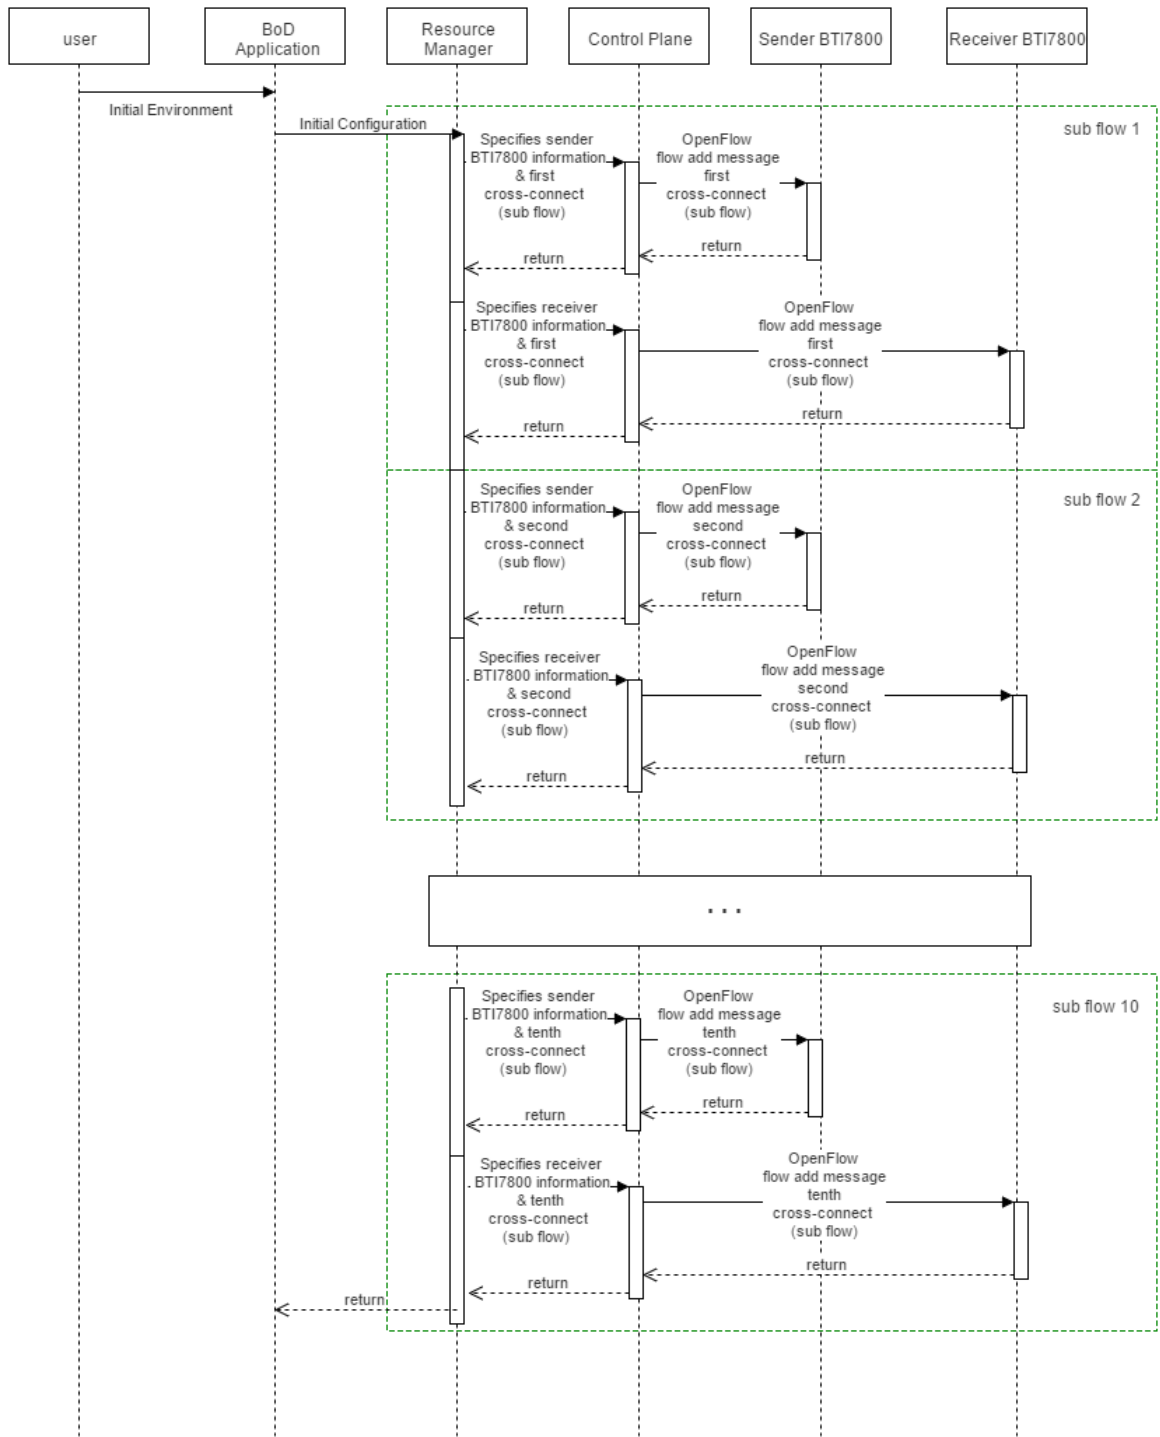 user
BoD
Application
Resource
Manager
Control Plane
Sender BTI7800
Receiver BTI7800
Initial Environment
Initial Configuration
sub flow 1
Specifies sender
BTI7800 information
& first
cross-connect
(sub flow)
OpenFlow
flow add message
first
cross-connect
(sub flow)
return
return
Specifies receiver
BTI7800 information
& first
cross-connect
(sub flow)
OpenFlow
flow add message
first
cross-connect
(sub flow)
return
return
sub flow 2
Specifies sender
BTI7800 information
& second
cross-connect
(sub flow)
OpenFlow
flow add message
second
cross-connect
(sub flow)
return
return
Specifies receiver
BTI7800 information
& second
cross-connect
(sub flow)
OpenFlow
flow add message
second
cross-connect
(sub flow)
return
return
...
sub flow 10
Specifies sender
BTI7800 information
& tenth
cross-connect
(sub flow)
OpenFlow
flow add message
tenth
cross-connect
(sub flow)
return
return
Specifies receiver
BTI7800 information
& tenth
cross-connect
(sub flow)
OpenFlow
flow add message
tenth
cross-connect
(sub flow)
return
return
return